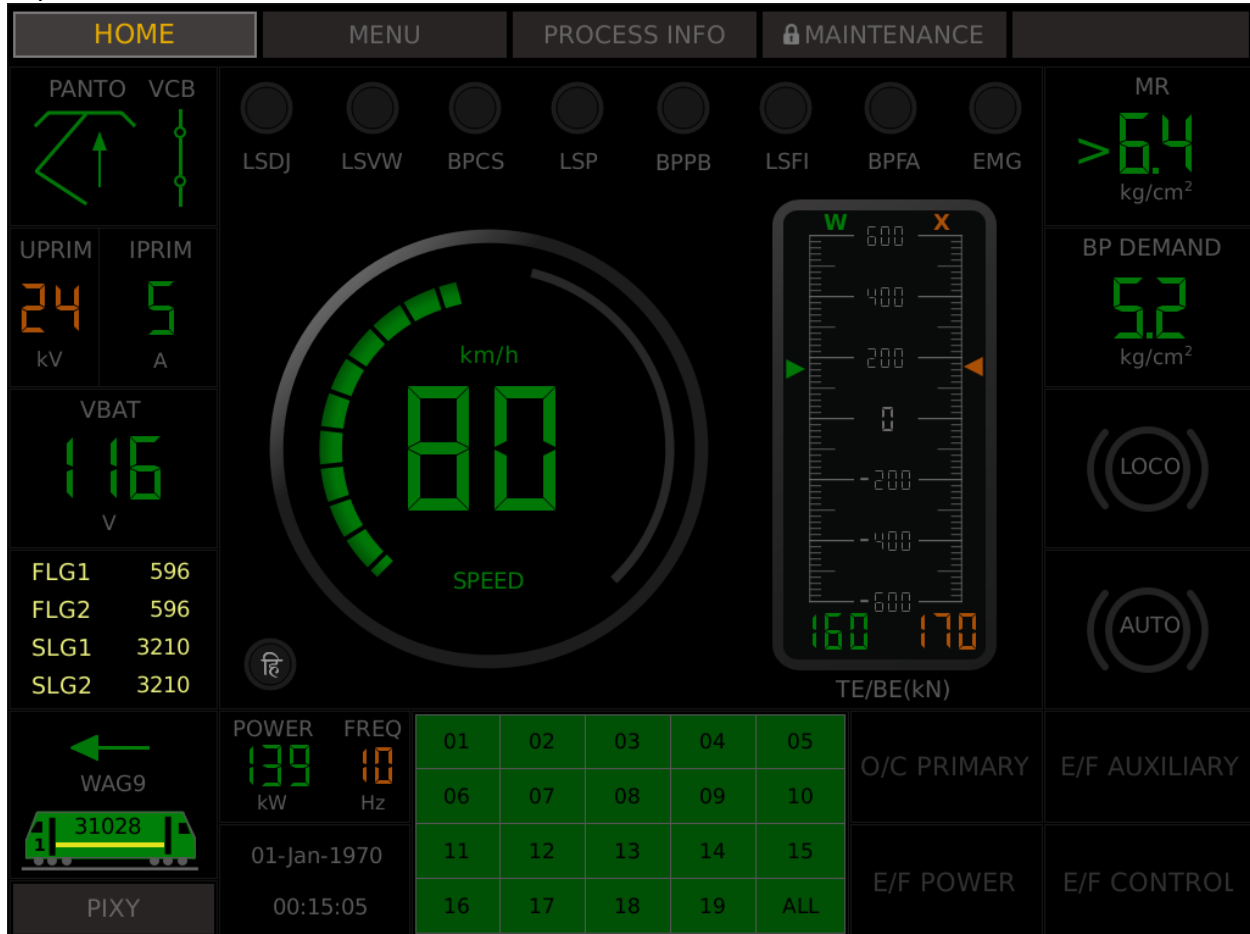 HOME MENU PROCESS INFO MAINTENANCE
PANTO VCB
LSDJ LSVW BPCS LSP BPPB LSFI BPFA EMG
MR
>6.4
kg/cm²
UPRIM IPRIM
24 5
kV A
km/h
80
SPEED
W X
600
400
200
0
-200
-400
-600
160 170
TE/BE(kN)
BP DEMAND
5.2
kg/cm²
VBAT
116
V
LOCO
FLG1 596
FLG2 596
SLG1 3210
SLG2 3210
हि
AUTO
WAG9
31028
1
PIXY
POWER FREQ
139 10
kW Hz
01-Jan-1970
00:15:05
01 02 03 04 05
06 07 08 09 10
11 12 13 14 15
16 17 18 19 ALL
O/C PRIMARY E/F AUXILIARY
E/F POWER E/F CONTROL